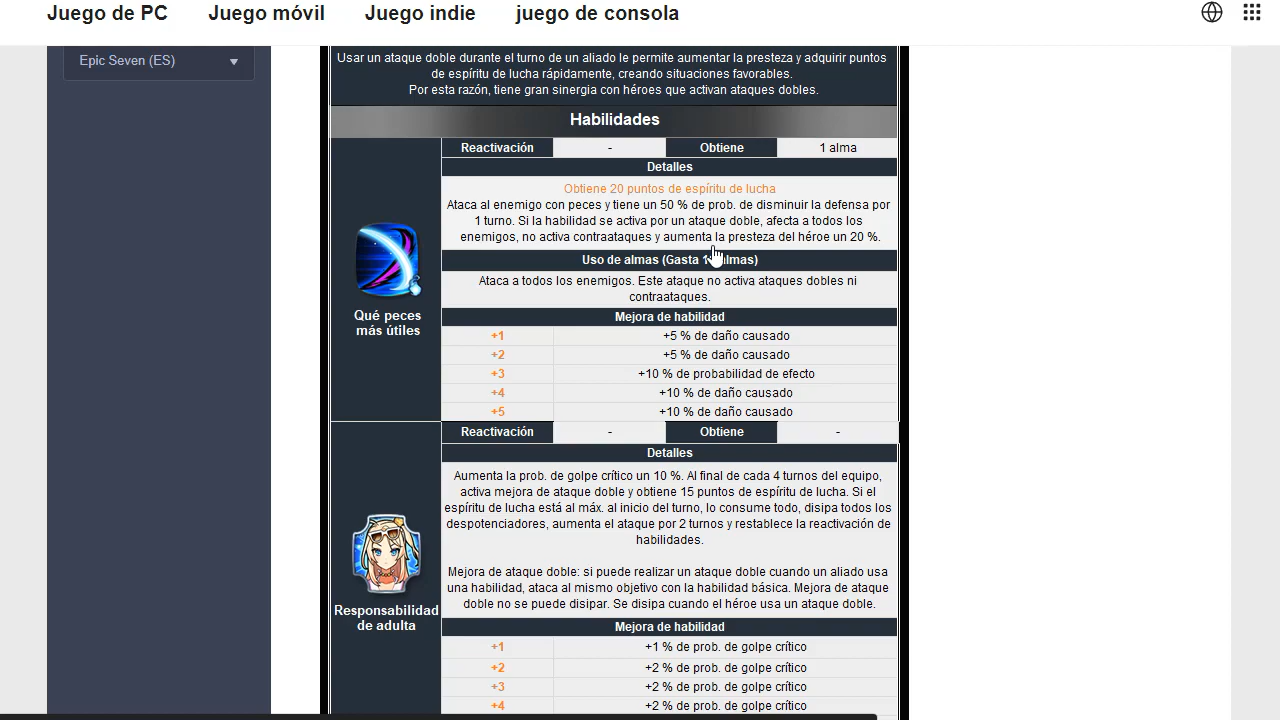 Juego de PC Juego móvil Juego indie juego de consola
Epic Seven (ES)
Usar un ataque doble durante el turno de un aliado le permite aumentar la presteza y adquirir puntos
de espíritu de lucha rápidamente, creando situaciones favorables.
Por esta razón, tiene gran sinergia con héroes que activan ataques dobles.
Habilidades
Reactivación - Obtiene 1 alma
Detalles
Obtiene 20 puntos de espíritu de lucha
Ataca al enemigo con peces y tiene un 50 % de prob. de disminuir la defensa por
1 turno. Si la habilidad se activa por un ataque doble, afecta a todos los
enemigos, no activa contraataques y aumenta la presteza del héroe un 20 %.
Uso de almas (Gasta almas)
Ataca a todos los enemigos. Este ataque no activa ataques dobles ni
contraataques.
Qué peces
más útiles
Mejora de habilidad
+1 +5 % de daño causado
+2 +5 % de daño causado
+3 +10 % de probabilidad de efecto
+4 +10 % de daño causado
+5 +10 % de daño causado
Reactivación - Obtiene -
Detalles
Aumenta la prob. de golpe crítico un 10 %. Al final de cada 4 turnos del equipo,
activa mejora de ataque doble y obtiene 15 puntos de espíritu de lucha. Si el
espíritu de lucha está al máx. al inicio del turno, lo consume todo, disipa todos los
despotenciadores, aumenta el ataque por 2 turnos y restablece la reactivación de
habilidades.
Mejora de ataque doble: si puede realizar un ataque doble cuando un aliado usa
una habilidad, ataca al mismo objetivo con la habilidad básica. Mejora de ataque
doble no se puede disipar. Se disipa cuando el héroe usa un ataque doble.
Responsabilidad
de adulta
Mejora de habilidad
+1 +1 % de prob. de golpe crítico
+2 +2 % de prob. de golpe crítico
+3 +2 % de prob. de golpe crítico
+4 +2 % de prob. de golpe crítico